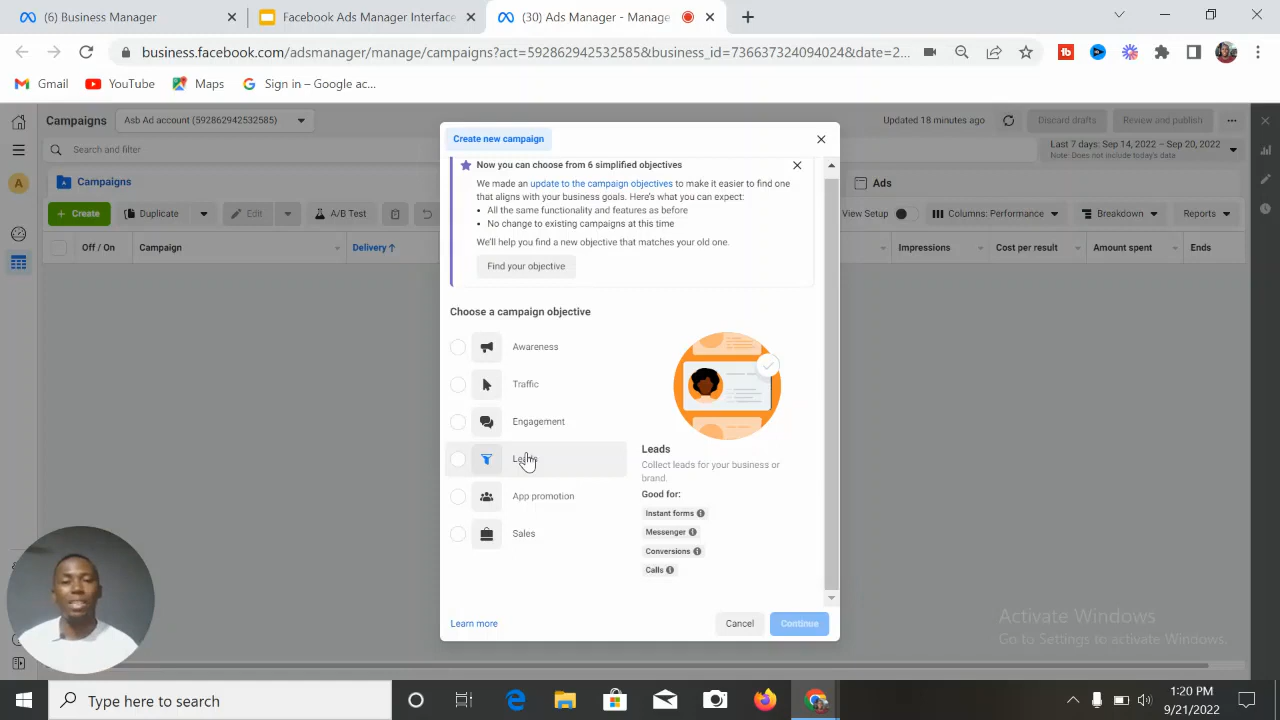 (6) Business Manager
Facebook Ads Manager Interface
(30) Ads Manager - Manage
business.facebook.com/adsmanager/manage/campaigns?act=592862942532585&business_id=736637324094024&date=2...
Gmail
YouTube
Maps
Sign in – Google ac...
Campaigns
Asb Ad account (592862942532585)
Updated 18 minutes ago
Discard drafts
Review and publish
Search and filter
Last 7 days: Sep 14, 2022 – Sep 20, 2022
Note: Does not include today's data
A
Campaigns
Ads
+ Create
Duplicate
Edit
A/B Test
View Setup
Columns: Performance
Breakdown
Reports
Off / On
Campaign
Delivery ↑
Impressions
Cost per result
Amount spent
Ends
Create new campaign
Now you can choose from 6 simplified objectives
We made an update to the campaign objectives to make it easier to find one
that aligns with your business goals. Here's what you can expect:
• All the same functionality and features as before
• No change to existing campaigns at this time
We'll help you find a new objective that matches your old one.
Find your objective
Choose a campaign objective
Awareness
Traffic
Engagement
Leads
App promotion
Sales
Leads
Collect leads for your business or
brand.
Good for:
Instant forms
Messenger
Conversions
Calls
Learn more
Cancel
Continue
Activate Windows
Go to Settings to activate Windows.
Type here to search
1:20 PM
9/21/2022